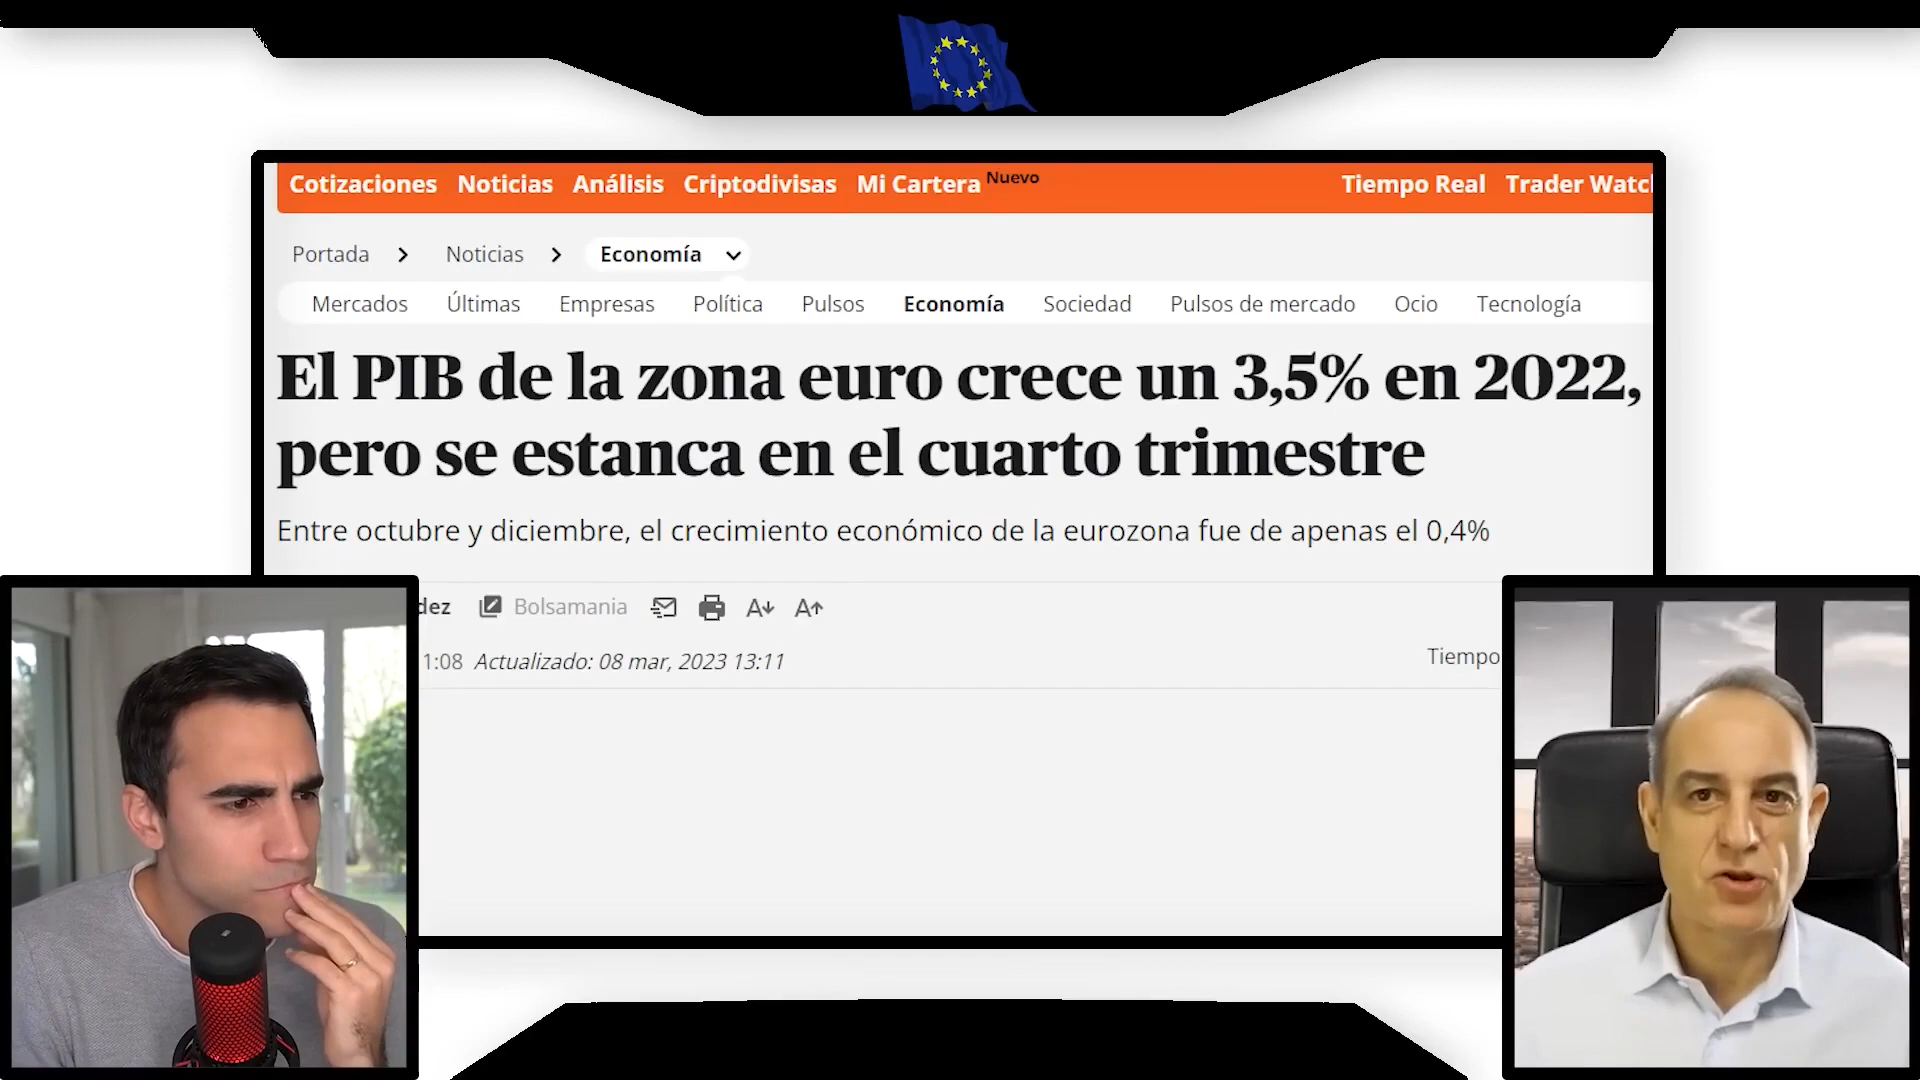 Cotizaciones Noticias Análisis Criptodivisas Mi Cartera Nuevo Tiempo Real Trader Watch
Portada Noticias Economía
Mercados Últimas Empresas Política Pulsos Economía Sociedad Pulsos de mercado Ocio Tecnología
El PIB de la zona euro crece un 3,5% en 2022,
pero se estanca en el cuarto trimestre
Entre octubre y diciembre, el crecimiento económico de la eurozona fue de apenas el 0,4%
dez Bolsamania A A
1:08 Actualizado: 08 mar, 2023 13:11 Tiempo